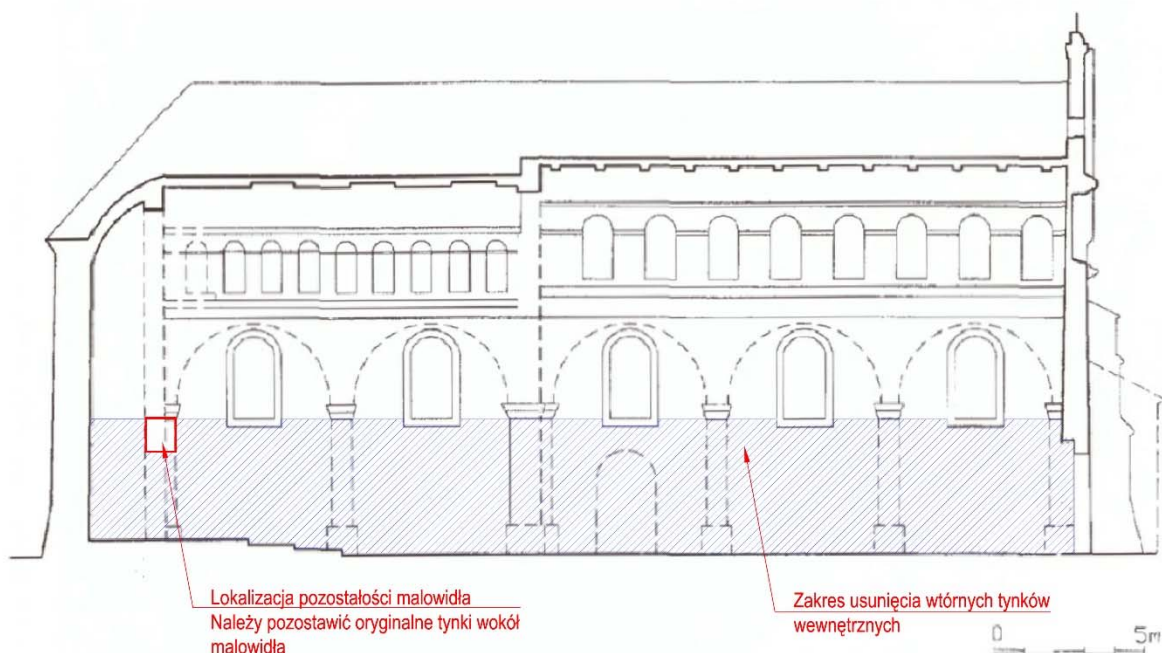 Lokalizacja pozostałości malowidła
Należy pozostawić oryginalne tynki wokół
malowidła
Zakres usunięcia wtórnych tynków
wewnętrznych
0 5m